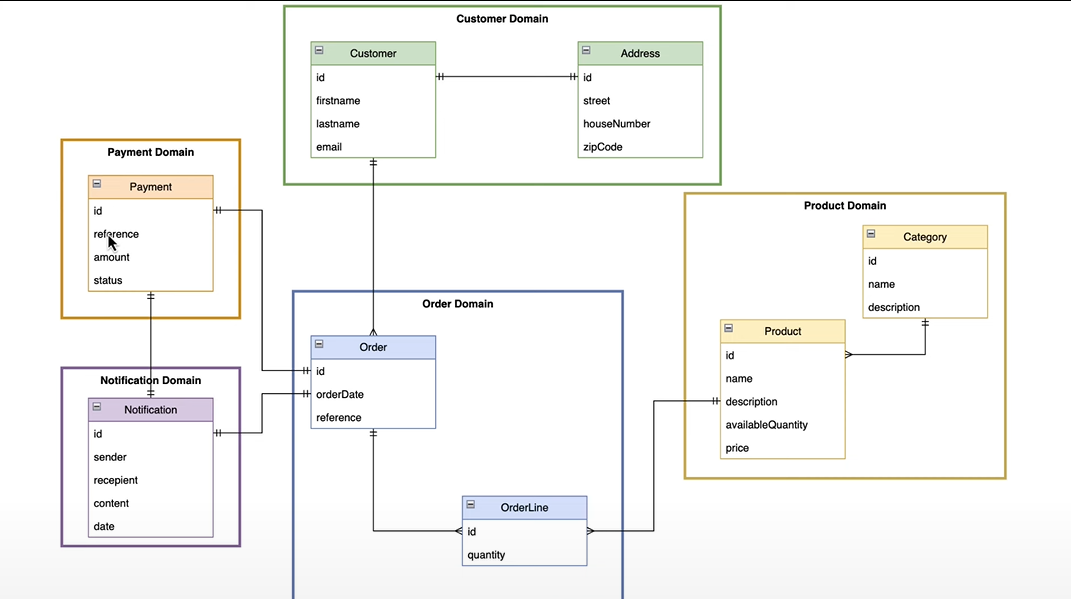 Customer Domain
Customer
id
firstname
lastname
email
Address
id
street
houseNumber
zipCode
Payment Domain
Payment
id
reference
amount
status
Product Domain
Category
id
name
description
Product
id
name
description
availableQuantity
price
Order Domain
Order
id
orderDate
reference
OrderLine
id
quantity
Notification Domain
Notification
id
sender
recepient
content
date